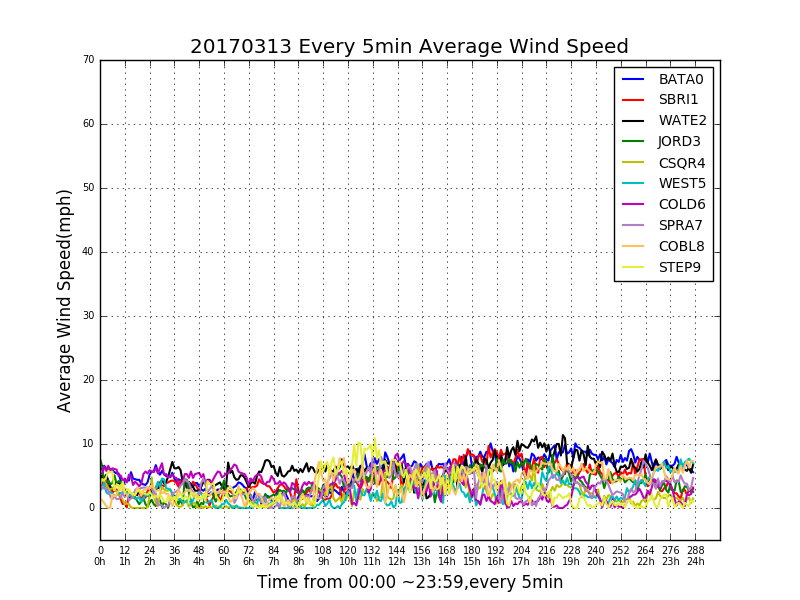 20170313 Every 5min Average Wind Speed
70
60
50
40
30
20
10
0
Average Wind Speed(mph)
BATA0
SBRI1
WATE2
JORD3
CSQR4
WEST5
COLD6
SPRA7
COBL8
STEP9
0 12 24 36 48 60 72 84 96 108 120 132 144 156 168 180 192 204 216 228 240 252 264 276 288
0h 1h 2h 3h 4h 5h 6h 7h 8h 9h 10h 11h 12h 13h 14h 15h 16h 17h 18h 19h 20h 21h 22h 23h 24h
Time from 00:00 ~23:59,every 5min